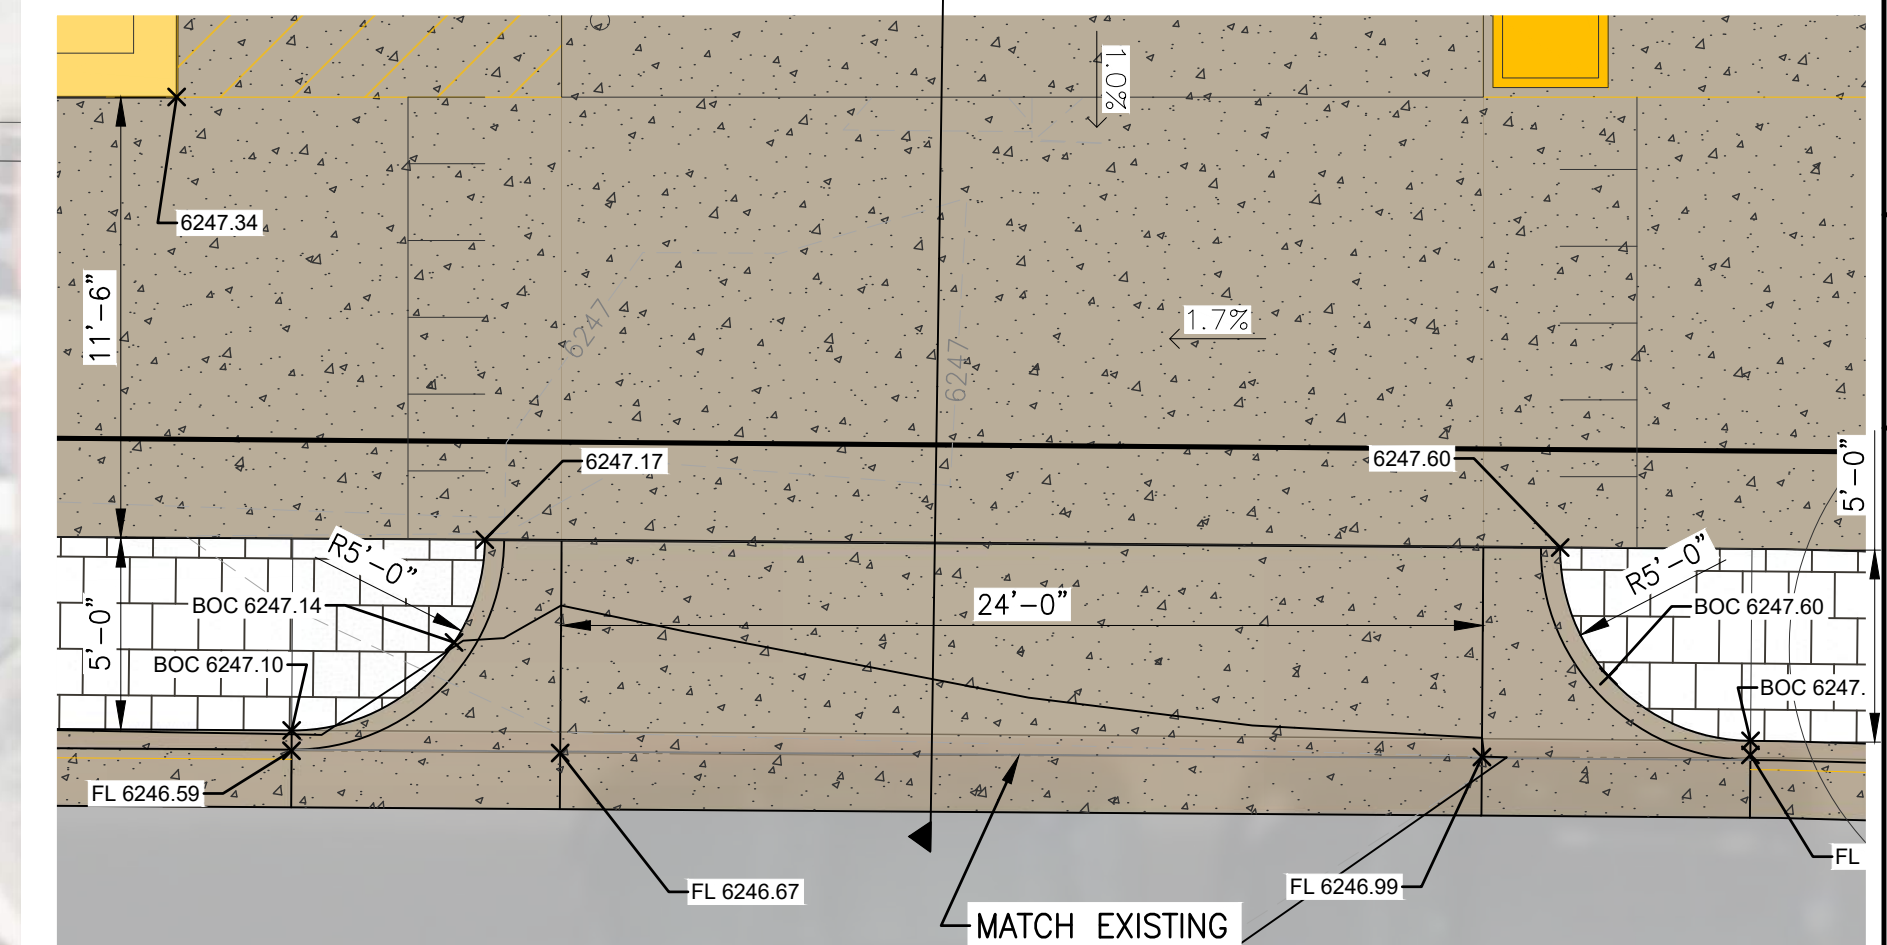 1.0%
6247.34
11'-6"
6247
1.7%
6247
6247.17
6247.60
5'-0"
R5'-0"
R5'-0"
BOC 6247.14
24'-0"
BOC 6247.60
5'-0"
BOC 6247.10
BOC 6247.
FL 6246.59
FL
FL 6246.67
FL 6246.99
MATCH EXISTING